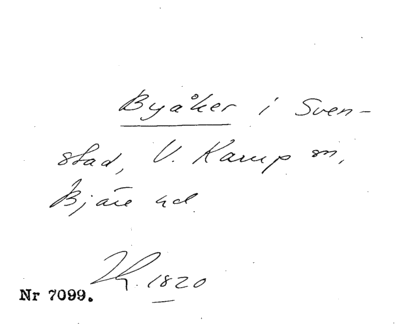 Byåker i Sven-
stad, V. Karup sn,
Bjäre hd
1820
Nr 7099.